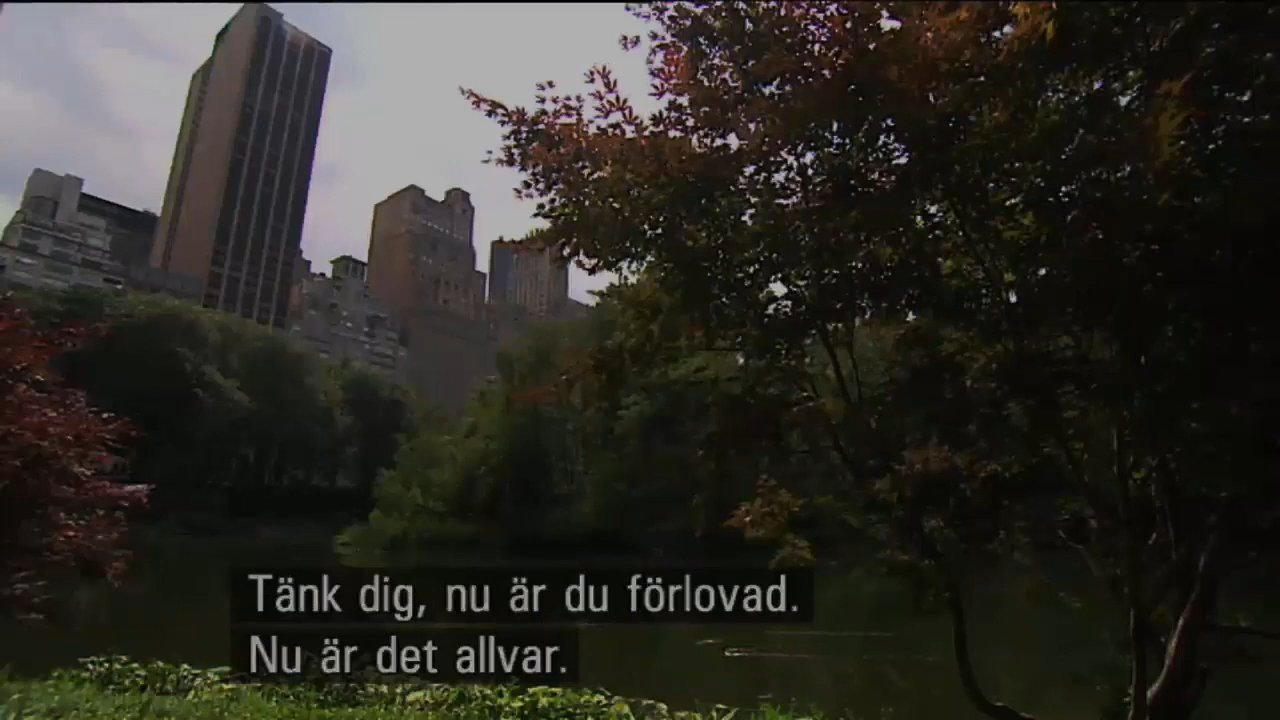 Tänk dig, nu är du förlovad.
Nu är det allvar.